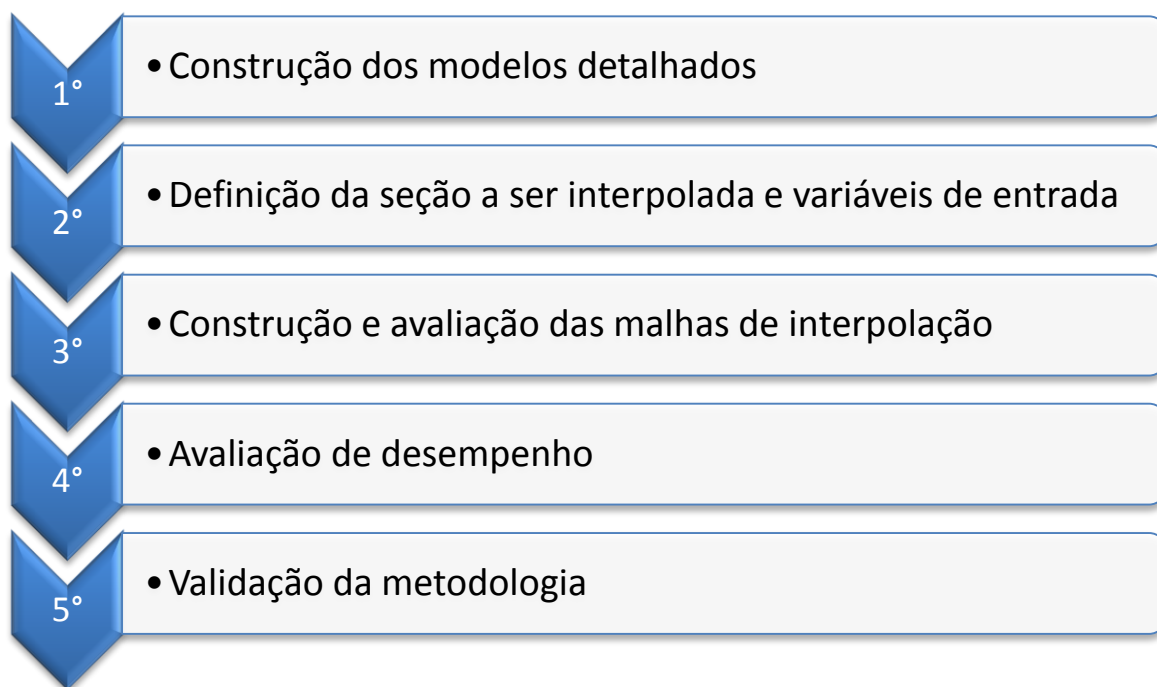 1°
• Construção dos modelos detalhados
2°
• Definição da seção a ser interpolada e variáveis de entrada
3°
• Construção e avaliação das malhas de interpolação
4°
• Avaliação de desempenho
5°
• Validação da metodologia